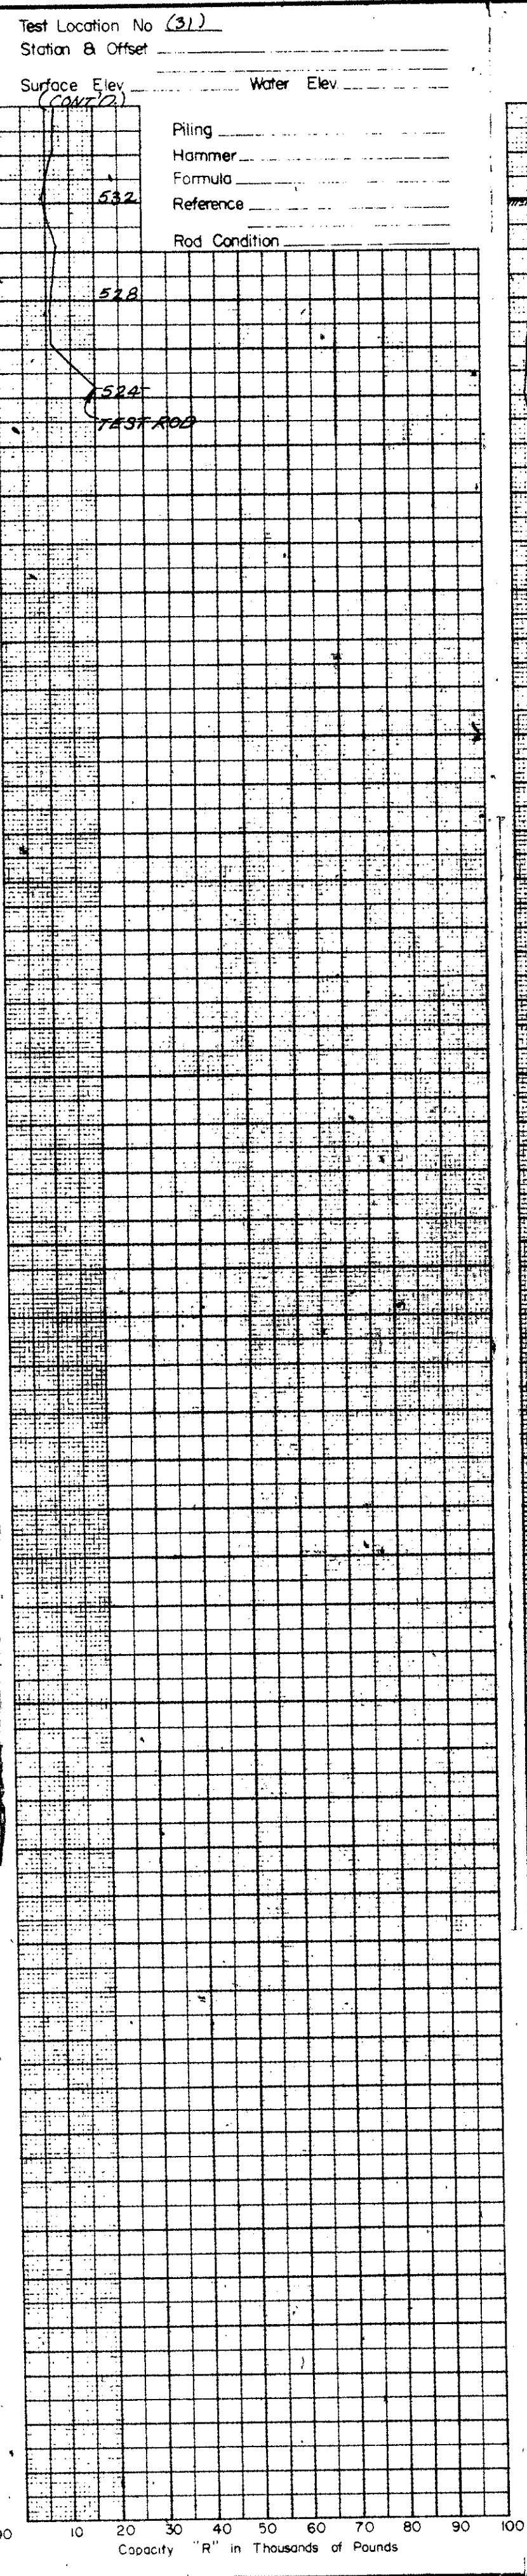 Test Location No (31)
Station & Offset
Surface Elev Water Elev
(CONT'D.)
Piling
Hammer
Formula
532
Reference
Rod Condition
528
524
TEST ROD
10 20 30 40 50 60 70 80 90 100
Capacity "R" in Thousands of Pounds